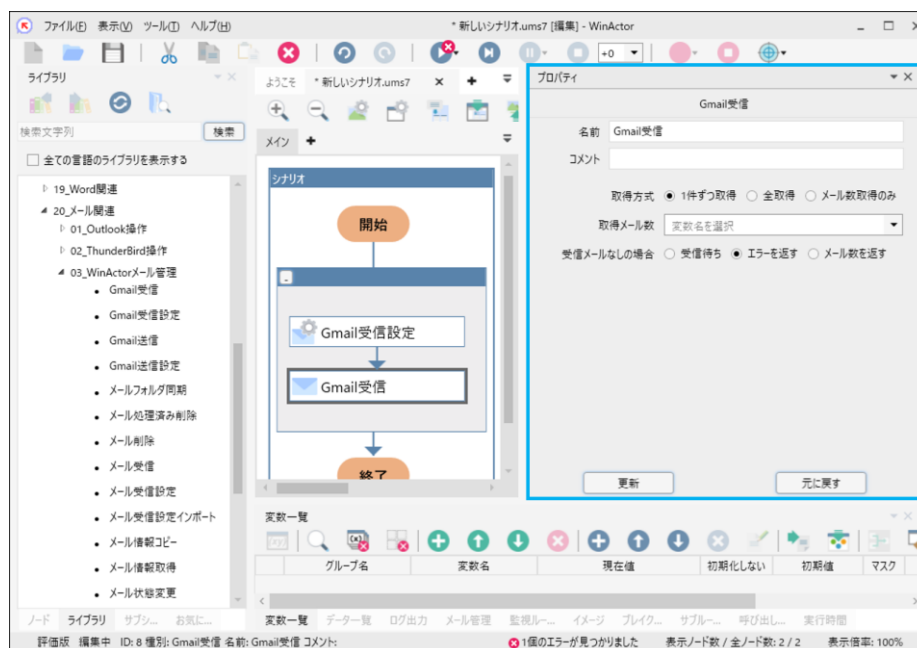 ファイル(F) 表示(V) ツール(T) ヘルプ(H)
* 新しいシナリオ.ums7 [編集] - WinActor
+0
ライブラリ
検索文字列
検索
全ての言語のライブラリを表示する
19_Word関連
20_メール関連
01_Outlook操作
02_ThunderBird操作
03_WinActorメール管理
Gmail受信
Gmail受信設定
Gmail送信
Gmail送信設定
メールフォルダ同期
メール処理済み削除
メール削除
メール受信
メール受信設定
メール受信設定インポート
メール情報コピー
メール情報取得
メール状態変更
ノード ライブラリ サブシ... お気に...
ようこそ * 新しいシナリオ.ums7
メイン
シナリオ
開始
Gmail受信設定
Gmail受信
終了
プロパティ
Gmail受信
名前 Gmail受信
コメント
取得方式 1件ずつ取得 全取得 メール数取得のみ
取得メール数 変数名を選択
受信メールなしの場合 受信待ち エラーを返す メール数を返す
更新 元に戻す
変数一覧
グループ名 変数名 現在値 初期化しない 初期値 マスク
変数一覧 データ一覧 ログ出力 メール管理 監視ルー... イメージ ブレイク... サブルー... 呼び出し... 実行時間
評価版 編集中 ID: 8 種別: Gmail受信 名前: Gmail受信 コメント:
1個のエラーが見つかりました 表示ノード数 / 全ノード数: 2 / 2 表示倍率: 100%